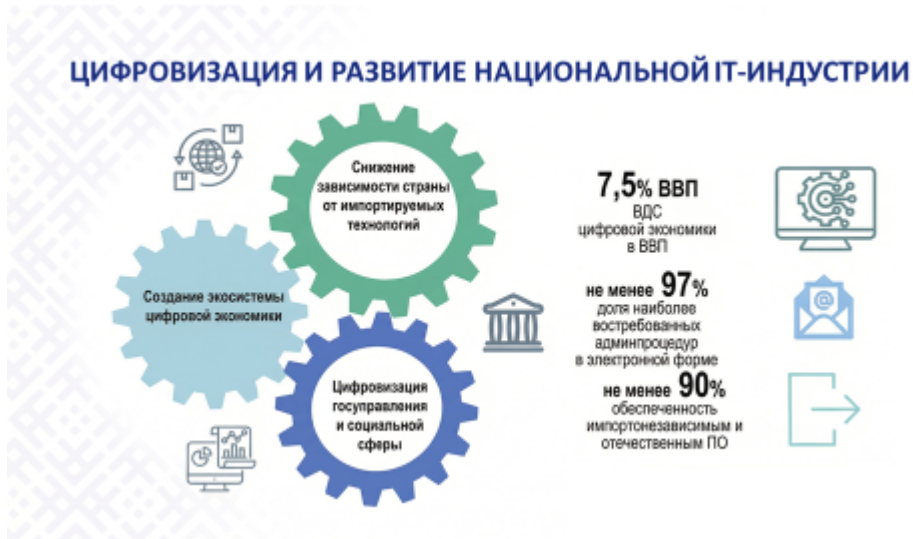 ЦИФРОВИЗАЦИЯ И РАЗВИТИЕ НАЦИОНАЛЬНОЙ IT-ИНДУСТРИИ
Снижение
зависимости страны
от импортируемых
технологий
Создание экосистемы
цифровой экономики
Цифровизация
госуправления
и социальной
сферы
7,5% ВВП
ВДС
цифровой экономики
в ВВП
не менее 97%
доля наиболее
востребованных
админпроцедур
в электронной форме
не менее 90%
обеспеченность
импортонезависимым и
отечественным ПО